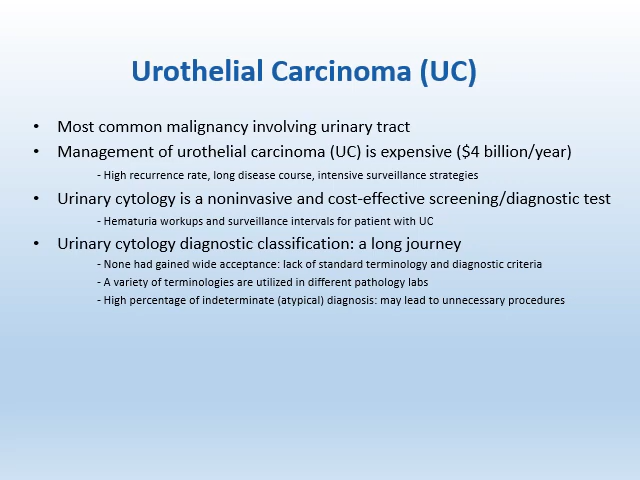 Urothelial Carcinoma (UC)
• Most common malignancy involving urinary tract
• Management of urothelial carcinoma (UC) is expensive ($4 billion/year)
- High recurrence rate, long disease course, intensive surveillance strategies
• Urinary cytology is a noninvasive and cost-effective screening/diagnostic test
- Hematuria workups and surveillance intervals for patient with UC
• Urinary cytology diagnostic classification: a long journey
- None had gained wide acceptance: lack of standard terminology and diagnostic criteria
- A variety of terminologies are utilized in different pathology labs
- High percentage of indeterminate (atypical) diagnosis: may lead to unnecessary procedures